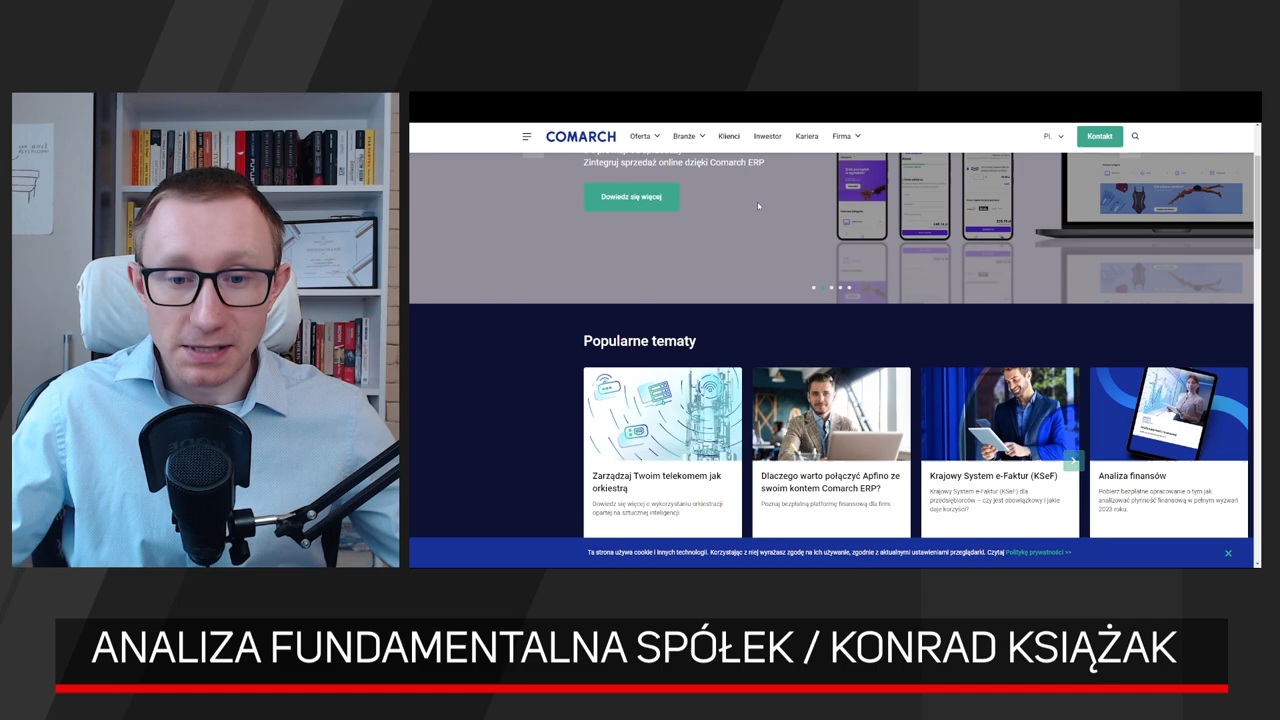 COMARCH
Oferta Branże Klienci Inwestor Kariera Firma
PL
Kontakt
Zintegruj sprzedaż online dzięki Comarch ERP
Dowiedz się więcej
Popularne tematy
Zarządzaj Twoim telekomem jak
orkiestrą
Dowiedz się więcej o wykorzystaniu orkiestracji
opartej na sztucznej inteligencji
Dlaczego warto połączyć Apfino ze
swoim kontem Comarch ERP?
Poznaj bezpłatną platformę finansową dla firm.
Krajowy System e-Faktur (KSeF)
Krajowy System e-Faktur (KSeF) dla
przedsiębiorców – czy jest obowiązkowy i jakie
daje korzyści?
Analiza finansów
Pobierz bezpłatne opracowanie o tym jak
analizować płynność finansową w pełnym wyzwań
2023 roku.
Ta strona używa cookie i innych technologii. Korzystając z niej wyrażasz zgodę na ich używanie, zgodnie z aktualnymi ustawieniami przeglądarki. Czytaj Politykę prywatności >>
ANALIZA FUNDAMENTALNA SPÓŁEK / KONRAD KSIĄŻAK